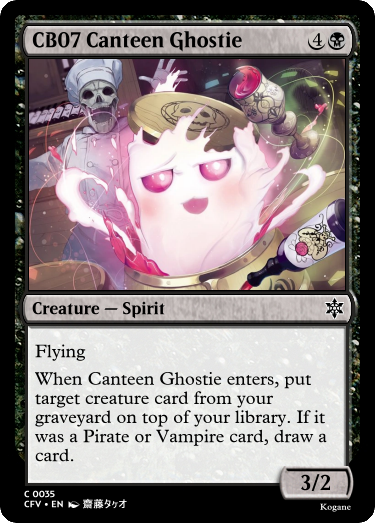 CB07 Canteen Ghostie 4
Creature — Spirit
Flying
When Canteen Ghostie enters, put
target creature card from your
graveyard on top of your library. If it
was a Pirate or Vampire card, draw a
card.
3/2
C 0035
CFV • EN 齋藤タケオ
Kogane